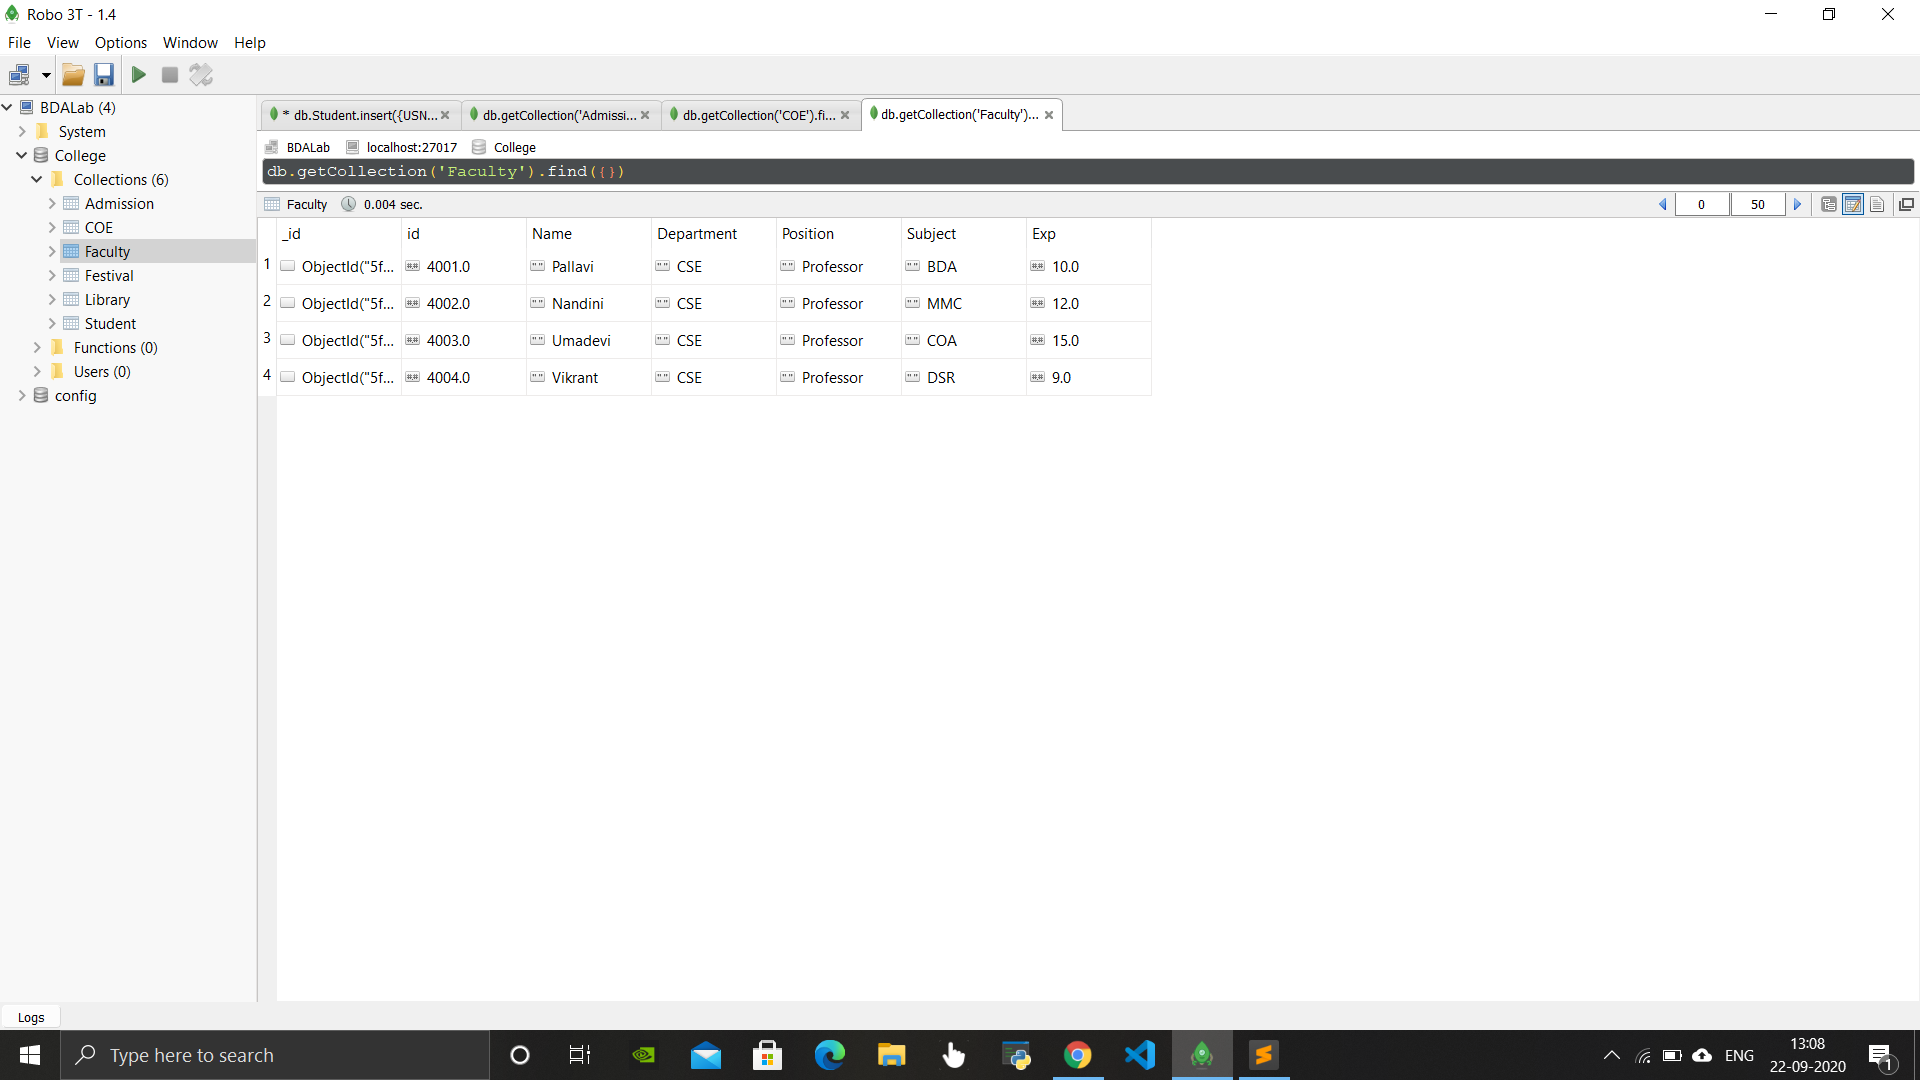 Robo 3T - 1.4
File View Options Window Help
BDALab (4)
System
College
Collections (6)
Admission
COE
Faculty
Festival
Library
Student
Functions (0)
Users (0)
config
* db.Student.insert({USN... db.getCollection('Admissi... db.getCollection('COE').fi... db.getCollection('Faculty')...
BDALab localhost:27017 College
db.getCollection('Faculty').find({})
Faculty 0.004 sec. 0 50
_id id Name Department Position Subject Exp
1 ObjectId("5f... 4001.0 Pallavi CSE Professor BDA 10.0
2 ObjectId("5f... 4002.0 Nandini CSE Professor MMC 12.0
3 ObjectId("5f... 4003.0 Umadevi CSE Professor COA 15.0
4 ObjectId("5f... 4004.0 Vikrant CSE Professor DSR 9.0
Logs
Type here to search
ENG
13:08
22-09-2020
1